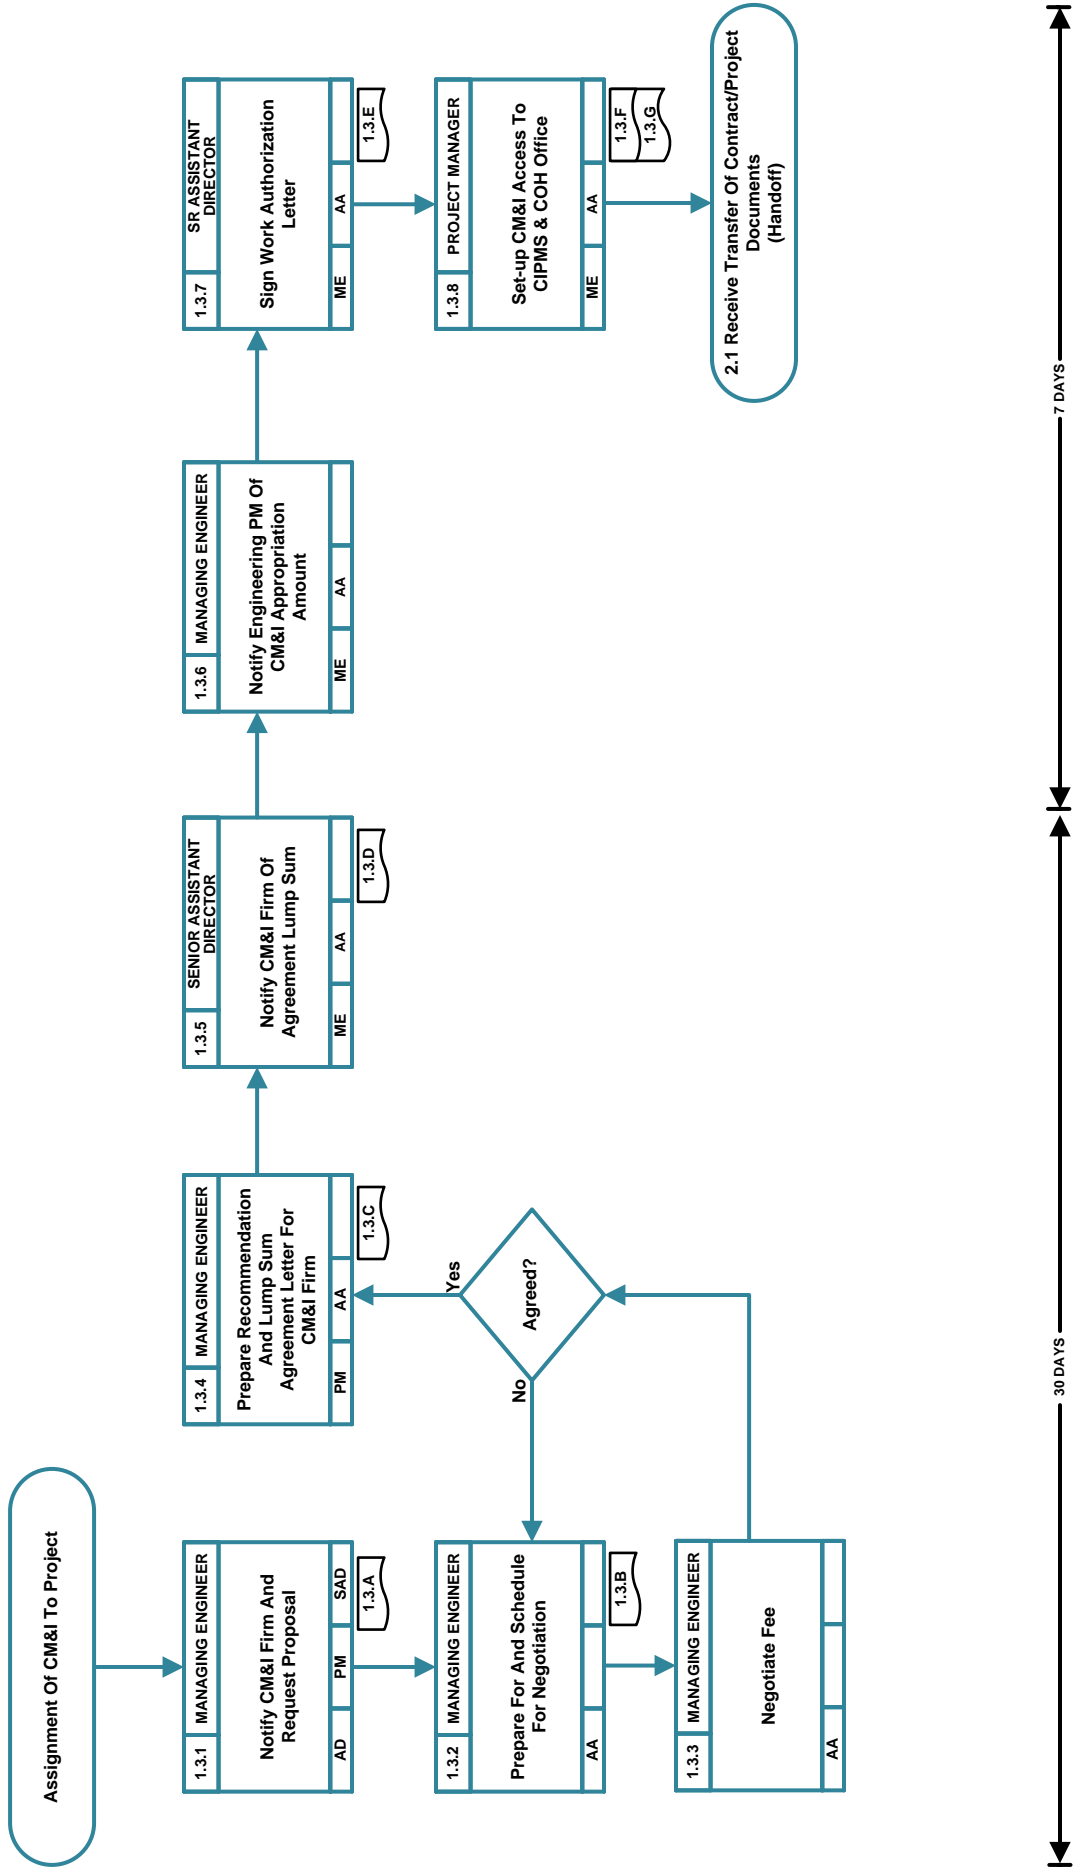 Assignment Of CM&I To Project
1.3.1
MANAGING ENGINEER
Notify CM&I Firm And
Request Proposal
AD
PM
SAD
1.3.A
1.3.2
MANAGING ENGINEER
Prepare For And Schedule
For Negotiation
AA
1.3.B
1.3.3
MANAGING ENGINEER
Negotiate Fee
AA
Agreed?
No
Yes
1.3.4
MANAGING ENGINEER
Prepare Recommendation
And Lump Sum
Agreement Letter For
CM&I Firm
PM
AA
1.3.C
1.3.5
SENIOR ASSISTANT
DIRECTOR
Notify CM&I Firm Of
Agreement Lump Sum
ME
AA
1.3.D
1.3.6
MANAGING ENGINEER
Notify Engineering PM Of
CM&I Appropriation
Amount
ME
AA
1.3.7
SR ASSISTANT
DIRECTOR
Sign Work Authorization
Letter
ME
AA
1.3.E
1.3.8
PROJECT MANAGER
Set-up CM&I Access To
CIPMS & COH Office
ME
AA
1.3.F
1.3.G
2.1 Receive Transfer Of Contract/Project
Documents
(Handoff)
30 DAYS
7 DAYS